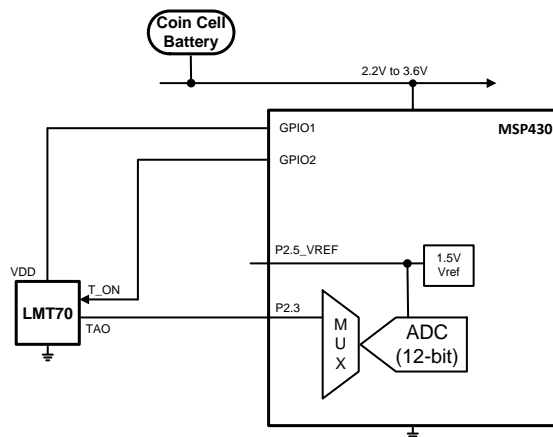 Coin Cell
Battery
2.2V to 3.6V
GPIO1
MSP430
GPIO2
P2.5_VREF
1.5V
Vref
VDD
T_ON
LMT70
TAO
P2.3
M
U
X
ADC
(12-bit)